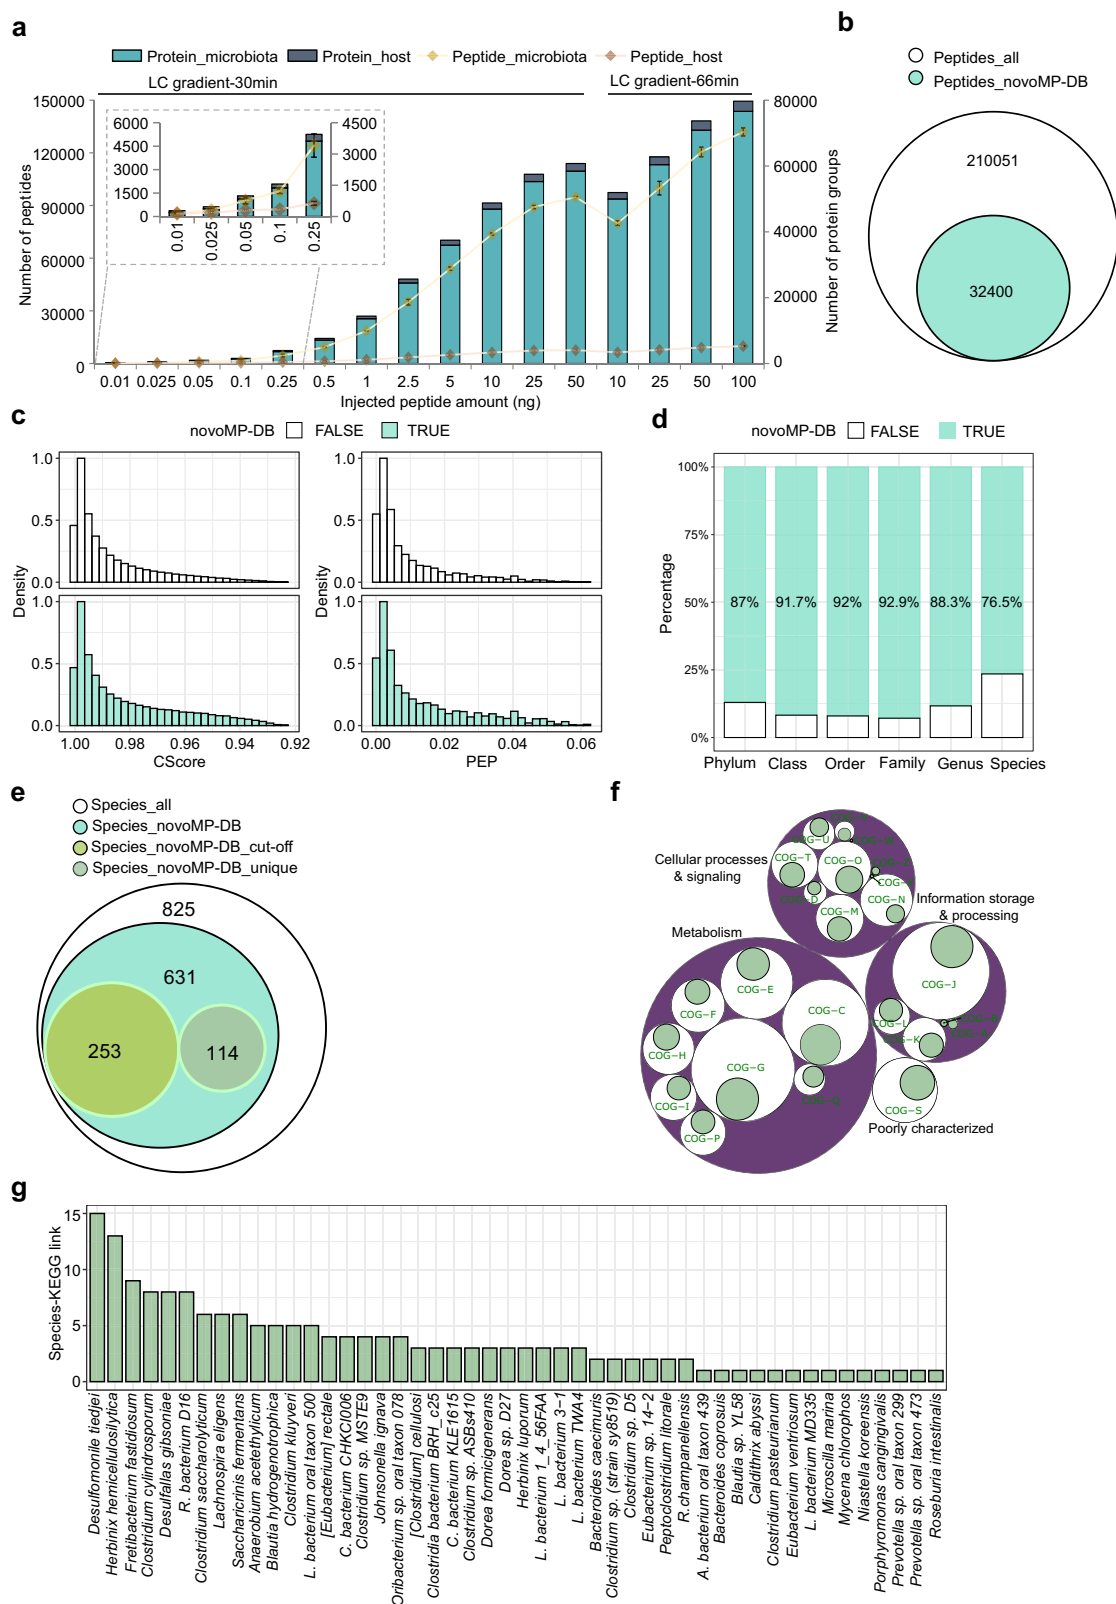 a
Protein_microbiota Protein_host Peptide_microbiota Peptide_host
LC gradient-30min LC gradient-66min
Number of peptides
150000
120000
90000
60000
30000
0
6000
4500
3000
1500
0
4500
3000
1500
0
0.01 0.025 0.05 0.1 0.25
80000
60000
40000
20000
0
Number of protein groups
0.01 0.025 0.05 0.1 0.25 0.5 1 2.5 5 10 25 50 10 25 50 100
Injected peptide amount (ng)
b
Peptides_all
Peptides_novoMP-DB
210051
32400
c
novoMP-DB FALSE TRUE
Density
1.0
0.5
0.0
1.0
0.5
0.0
1.00 0.98 0.96 0.94 0.92
CScore
Density
1.0
0.5
0.0
1.0
0.5
0.0
0.00 0.02 0.04 0.06
PEP
d
novoMP-DB FALSE TRUE
Percentage
100%
75%
50%
25%
0%
87% 91.7% 92% 92.9% 88.3% 76.5%
Phylum Class Order Family Genus Species
e
Species_all
Species_novoMP-DB
Species_novoMP-DB_cut-off
Species_novoMP-DB_unique
825
631
253
114
f
Cellular processes
& signaling
COG-U
COG-T
COG-O
COG-D
COG-N
COG-M
Information storage
& processing
COG-J
COG-L
COG-K
Metabolism
COG-E
COG-F
COG-C
COG-H
COG-G
COG-I
COG-P
COG-S
Poorly characterized
g
Species-KEGG link
15
10
5
0
Desulfomonile tiedjei
Herbinix hemicellulosilytica
Fretibacterium fastidiosum
Clostridium cylindrosporum
Desulfallas gibsoniae
R. bacterium D16
Clostridium saccharolyticum
Lachnospira eligens
Saccharicrinis fermentans
Anaerobium acetethylicum
Blautia hydrogenotrophica
Clostridium kluyveri
L. bacterium oral taxon 500
[Eubacterium] rectale
C. bacterium CHKCI006
Clostridium sp. MSTE9
Johnsonella ignava
Oribacterium sp. oral taxon 078
[Clostridium] cellulosi
Clostridia bacterium BRH_c25
C. bacterium KLE1615
Clostridium sp. ASBs410
Dorea formicigenerans
Dorea sp. D27
Herbinix luporum
L. bacterium 1_4_56FAA
L. bacterium 3−1
L. bacterium TWA4
Bacteroides caecimuris
Clostridium sp. (strain sy8519)
Clostridium sp. D5
Eubacterium sp. 14−2
Peptoclostridium litorale
R.champanellensis
A. bacterium oral taxon 439
Bacteroides coprosuis
Blautia sp. YL58
Caldithrix abyssi
Clostridium pasteurianum
Eubacterium ventriosum
L. bacterium MD335
Microscilla marina
Mycena chlorophos
Niastella koreensis
Porphyromonas cangingivalis
Prevotella sp. oral taxon 299
Prevotella sp. oral taxon 473
Roseburia intestinalis